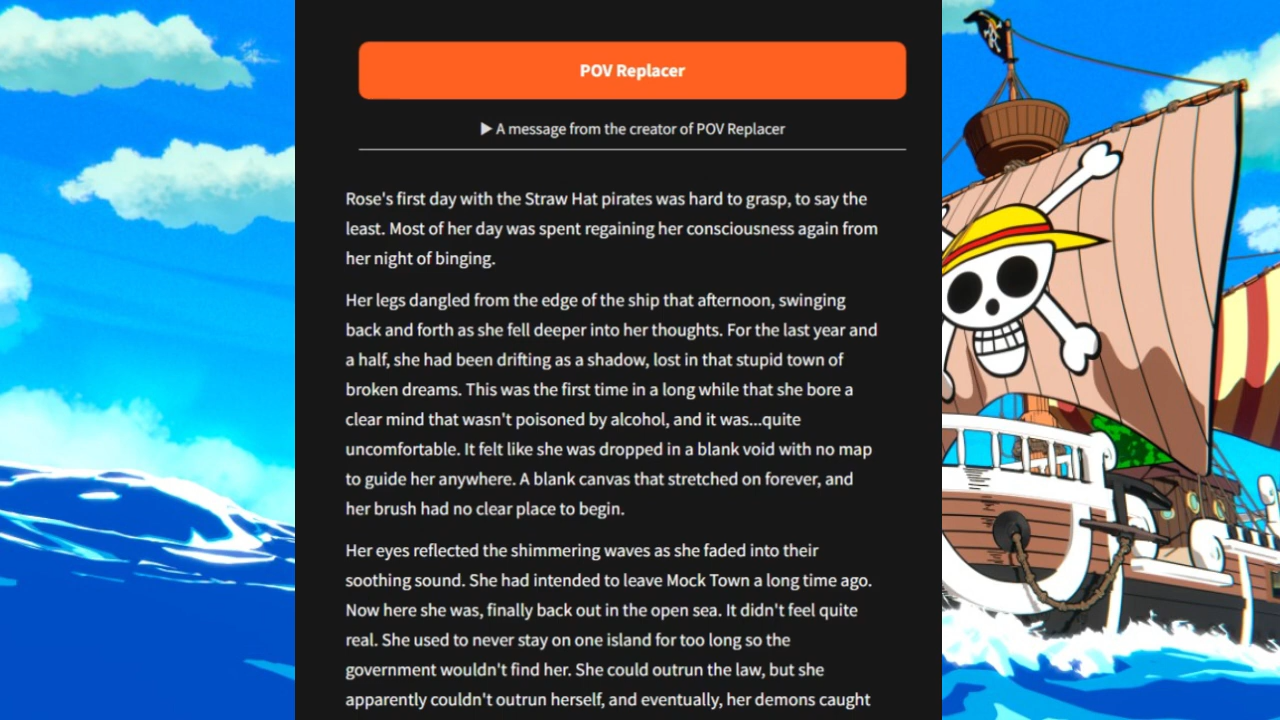 POV Replacer
▶ A message from the creator of POV Replacer
Rose's first day with the Straw Hat pirates was hard to grasp, to say the
least. Most of her day was spent regaining her consciousness again from
her night of binging.
Her legs dangled from the edge of the ship that afternoon, swinging
back and forth as she fell deeper into her thoughts. For the last year and
a half, she had been drifting as a shadow, lost in that stupid town of
broken dreams. This was the first time in a long while that she bore a
clear mind that wasn't poisoned by alcohol, and it was...quite
uncomfortable. It felt like she was dropped in a blank void with no map
to guide her anywhere. A blank canvas that stretched on forever, and
her brush had no clear place to begin.
Her eyes reflected the shimmering waves as she faded into their
soothing sound. She had intended to leave Mock Town a long time ago.
Now here she was, finally back out in the open sea. It didn't feel quite
real. She used to never stay on one island for too long so the
government wouldn't find her. She could outrun the law, but she
apparently couldn't outrun herself, and eventually, her demons caught